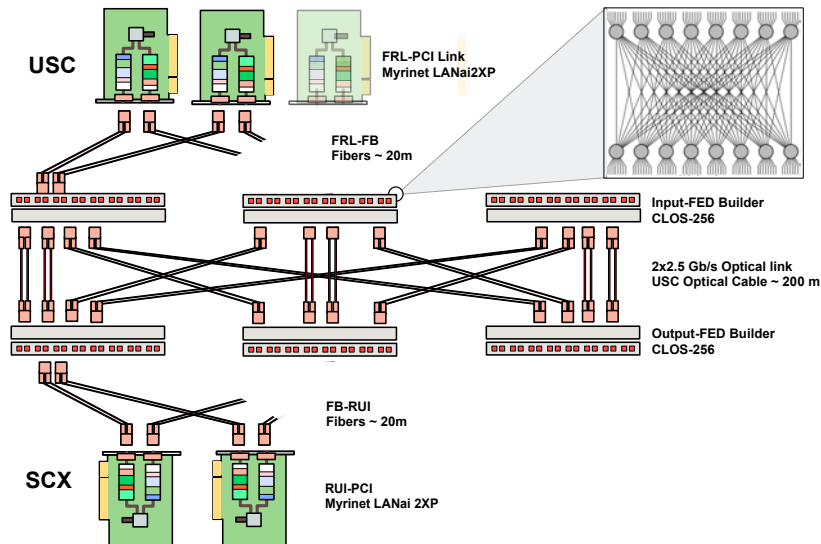 USC
FRL-PCI Link
Myrinet LANai2XP
FRL-FB
Fibers ~ 20m
Input-FED Builder
CLOS-256
2x2.5 Gb/s Optical link
USC Optical Cable ~ 200 m
Output-FED Builder
CLOS-256
FB-RUI
Fibers ~ 20m
SCX
RUI-PCI
Myrinet LANai 2XP